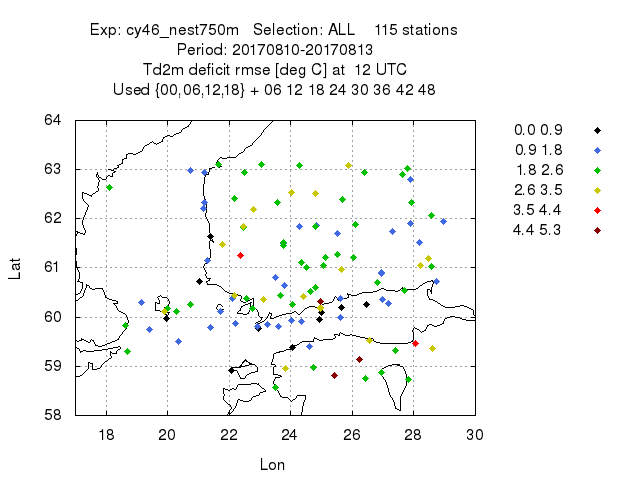 Exp: cy46_nest750m Selection: ALL 115 stations
Period: 20170810-20170813
Td2m deficit rmse [deg C] at 12 UTC
Used {00,06,12,18} + 06 12 18 24 30 36 42 48
64
63
62
61
60
59
58
Lat
18 20 22 24 26 28 30
Lon
0.0 0.9
0.9 1.8
1.8 2.6
2.6 3.5
3.5 4.4
4.4 5.3